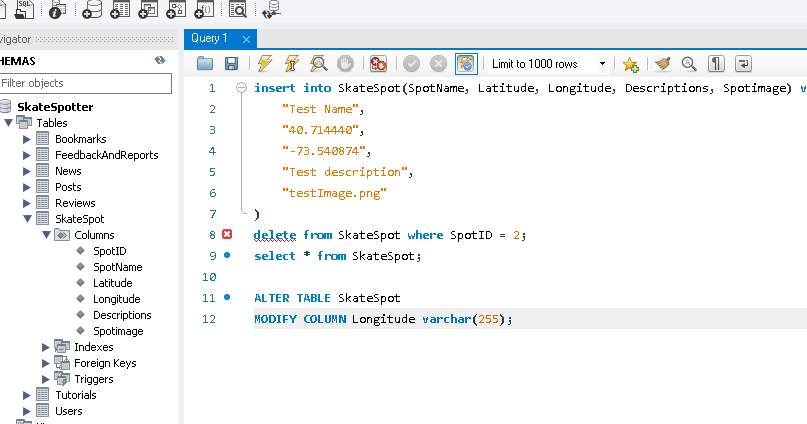 SQL
Navigator
Query 1
SCHEMAS
Limit to 1000 rows
Filter objects
SkateSpotter
Tables
Bookmarks
FeedbackAndReports
News
Posts
Reviews
SkateSpot
Columns
SpotID
SpotName
Latitude
Longitude
Descriptions
Spotimage
Indexes
Foreign Keys
Triggers
Tutorials
Users
1 insert into SkateSpot(SpotName, Latitude, Longitude, Descriptions, Spotimage) v
2 "Test Name",
3 "40.714440",
4 "-73.540874",
5 "Test description",
6 "testImage.png"
7 )
8 delete from SkateSpot where SpotID = 2;
9 select * from SkateSpot;
10
11 ALTER TABLE SkateSpot
12 MODIFY COLUMN Longitude varchar(255);